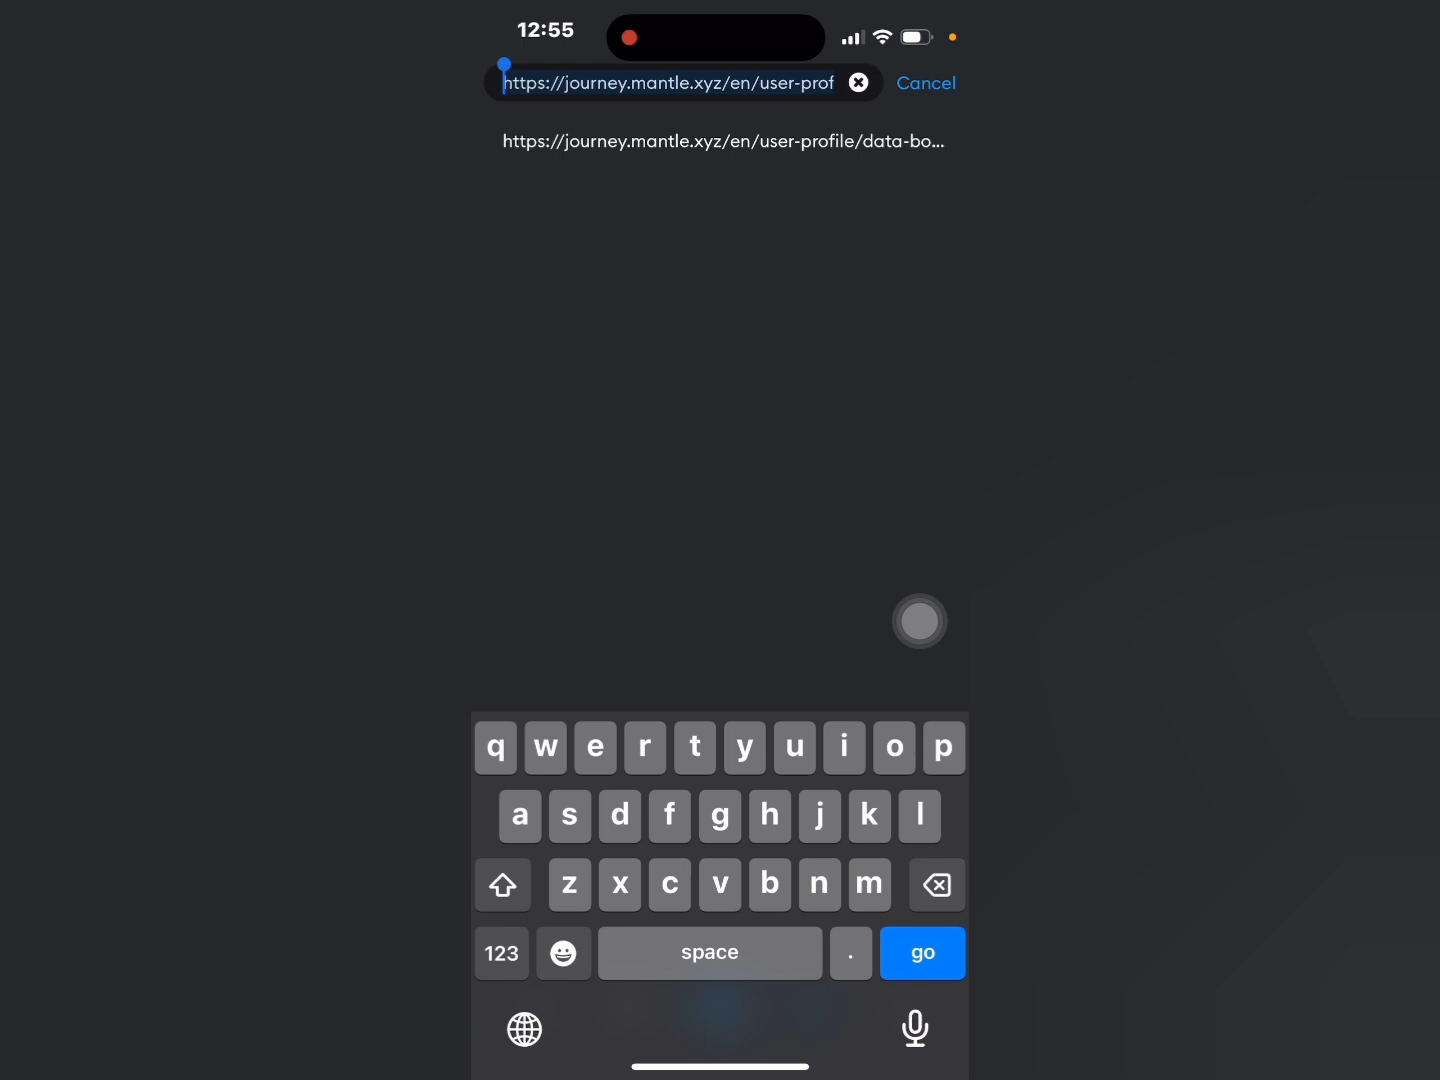 12:55
https://journey.mantle.xyz/en/user-prof
Cancel
https://journey.mantle.xyz/en/user-profile/data-bo...
q w e r t y u i o p
a s d f g h j k l
z x c v b n m
123 space . go